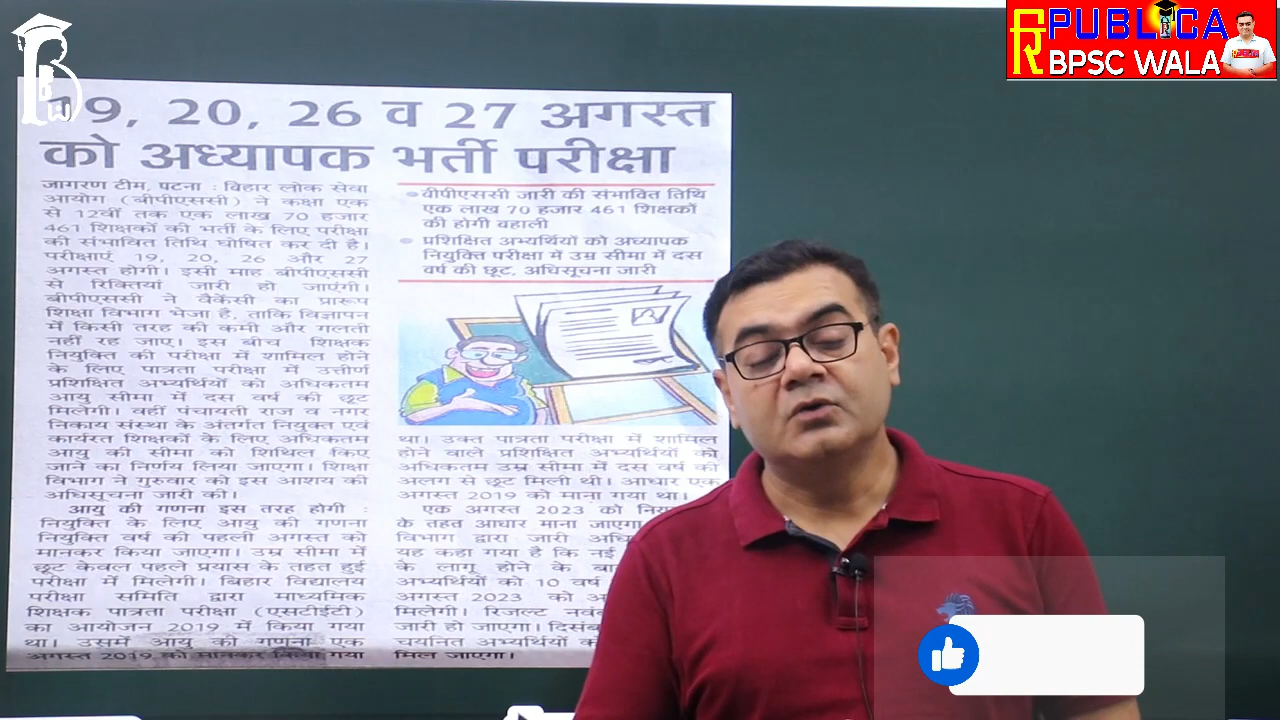 PUBLICA
BPSC WALA
19, 20, 26 व 27 अगस्त
को अध्यापक भर्ती परीक्षा
जागरण टीम, पटना : बिहार लोक सेवा
आयोग (बीपीएससी) ने कक्षा एक
से 12वीं तक एक लाख 70 हजार
461 शिक्षकों की भर्ती के लिए परीक्षा
की संभावित तिथि घोषित कर दी है।
परीक्षाएं 19, 20, 26 और 27
अगस्त होगी। इसी माह बीपीएससी
से रिक्तियां जारी हो जाएंगी।
बीपीएससी ने वैकेंसी का प्रारूप
शिक्षा विभाग भेजा है, ताकि विज्ञापन
में किसी तरह की कमी और गलती
नहीं रह जाए। इस बीच शिक्षक
नियुक्ति की परीक्षा में शामिल होने
के लिए पात्रता परीक्षा में उत्तीर्ण
प्रशिक्षित अभ्यर्थियों को अधिकतम
आयु सीमा में दस वर्ष की छूट
मिलेगी। वहीं पंचायती राज व नगर
निकाय संस्था के अंतर्गत नियुक्त एवं
कार्यरत शिक्षकों के लिए अधिकतम
आयु की सीमा को शिथिल किए
जाने का निर्णय लिया जाएगा। शिक्षा
विभाग ने गुरुवार को इस आशय की
अधिसूचना जारी की।
आयु की गणना इस तरह होगी :
नियुक्ति के लिए आयु की गणना
नियुक्ति वर्ष की पहली अगस्त को
मानकर किया जाएगा। उम्र सीमा में
छूट केवल पहले प्रयास के तहत हुई
परीक्षा में मिलेगी। बिहार विद्यालय
परीक्षा समिति द्वारा माध्यमिक
शिक्षक पात्रता परीक्षा (एसटीईटी)
का आयोजन 2019 में किया गया
था। उसमें आयु की गणना एक
अगस्त 2019 को मानकर किया गया
बीपीएससी जारी की संभावित तिथि
एक लाख 70 हजार 461 शिक्षकों
की होगी बहाली
प्रशिक्षित अभ्यर्थियों को अध्यापक
नियुक्ति परीक्षा में उम्र सीमा में दस
वर्ष की छूट, अधिसूचना जारी
था। उक्त पात्रता परीक्षा में शामिल
होने वाले प्रशिक्षित अभ्यर्थियों को
अधिकतम उम्र सीमा में दस वर्ष की
अलग से छूट मिली थी। आधार एक
अगस्त 2019 को माना गया था।
एक अगस्त 2023 को
के तहत आधार माना जाएगा
विभाग द्वारा जारी
यह कहा गया है कि नई
के लागू होने के
अभ्यर्थियों को 10 वर्ष
अगस्त 2023 को
मिलेगी। रिजल्ट
जारी हो जाएगा।
चयनित अभ्यर्थियों
मिल जाएगा।